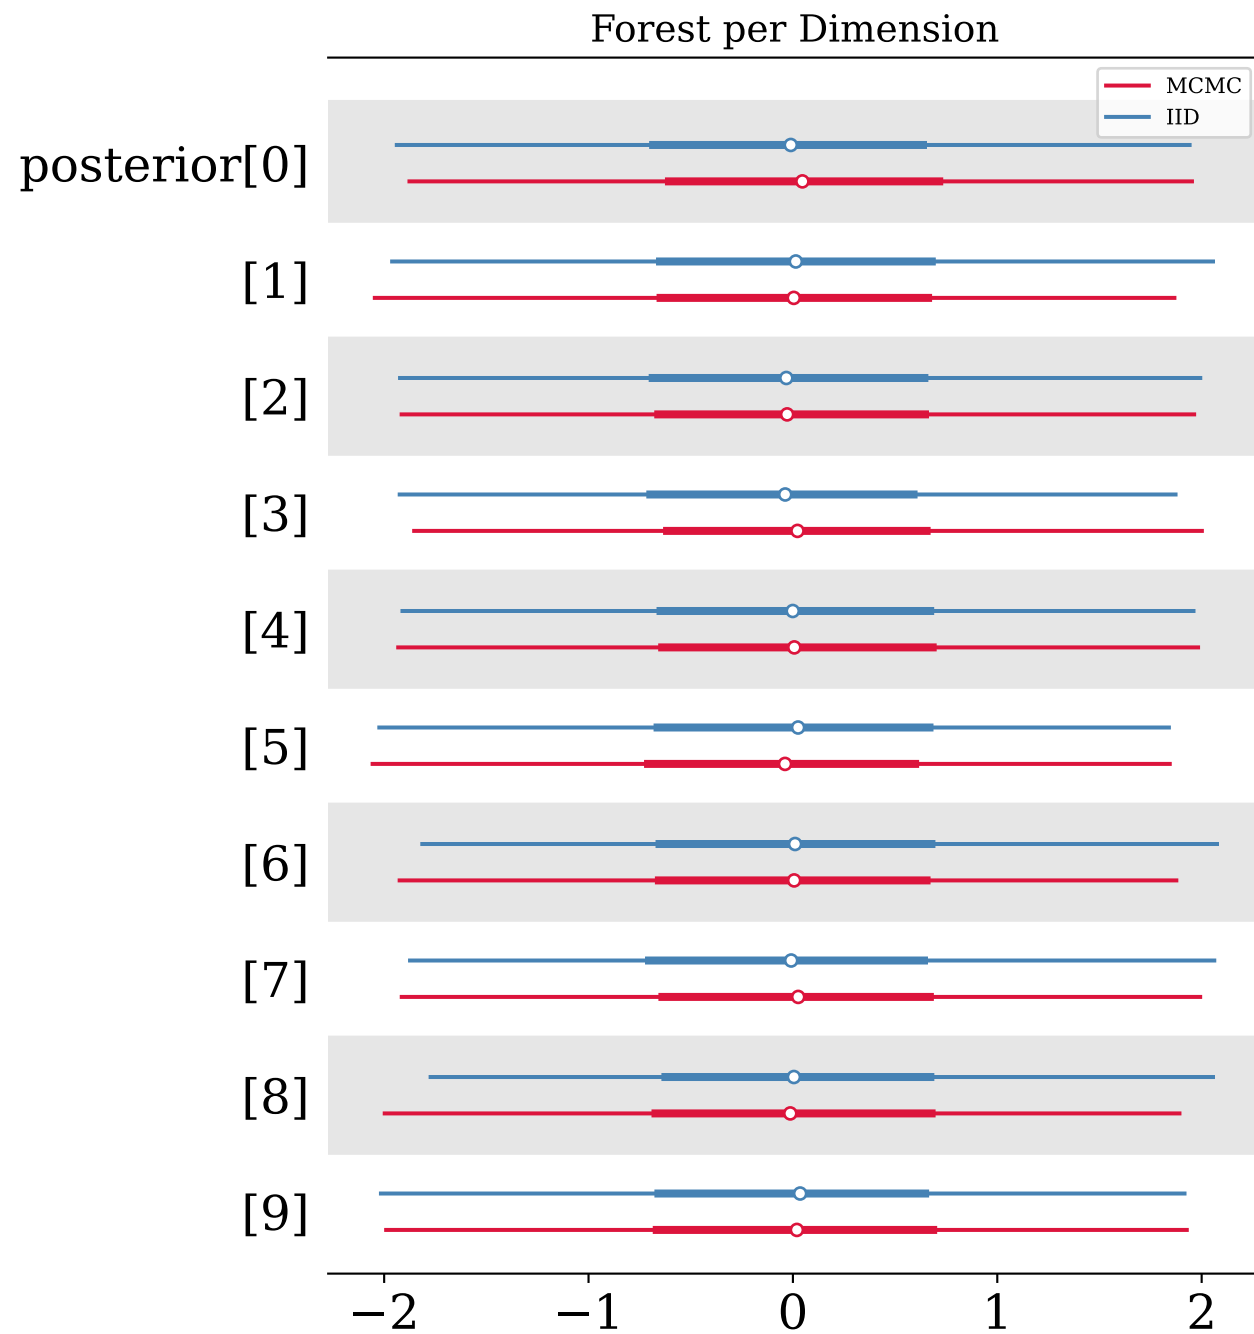 Forest per Dimension
MCMC
IID
posterior[0]
[1]
[2]
[3]
[4]
[5]
[6]
[7]
[8]
[9]
−2 −1 0 1 2